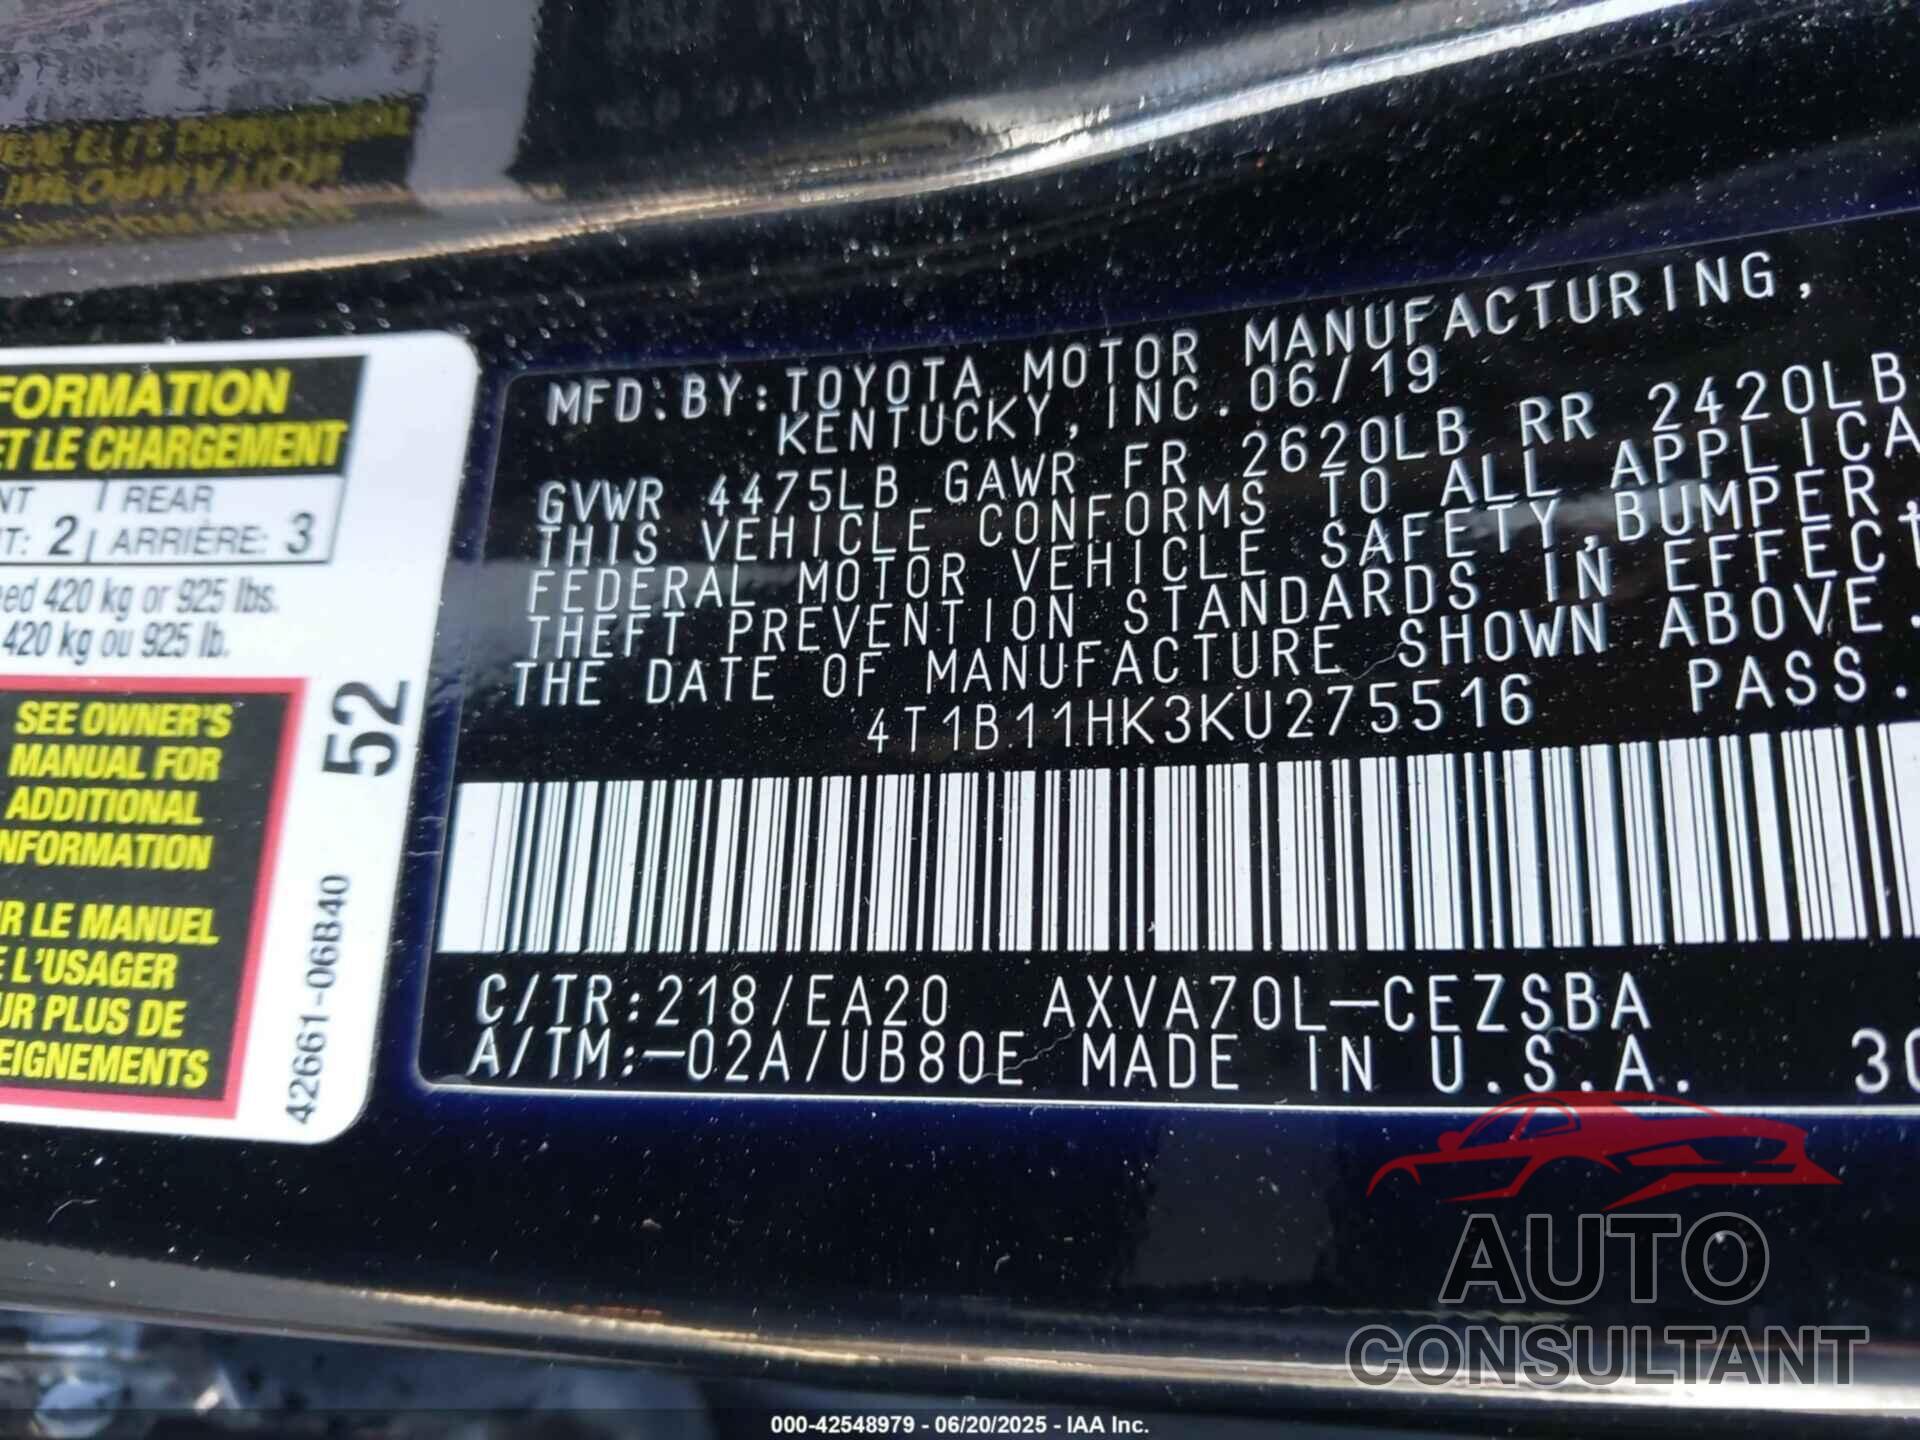 FORMATION
ET LE CHARGEMENT
NT 2 REAR
T: 2 ARRIÈRE: 3
420 kg or 925 lbs.
420 kg ou 925 lb.
SEE OWNER'S
MANUAL FOR
ADDITIONAL
NFORMATION
R LE MANUEL
E L'USAGER
UR PLUS DE
EIGNEMENTS
52
42661-06B40
MFD. BY: TOYOTA MOTOR MANUFACTURING,
KENTUCKY, INC. 06/19
GVWR 4475LB GAWR FR 2620LB RR 2420LB
THIS VEHICLE CONFORMS TO ALL APPLICA
FEDERAL MOTOR VEHICLE SAFETY, BUMPER,
THEFT PREVENTION STANDARDS IN EFFECT
THE DATE OF MANUFACTURE SHOWN ABOVE.
4T1B11HK3KU275516 PASS.
C/TR:218/EA20 AXVA70L-CEZSBA
A/TM:-02A/UB80E MADE IN U.S.A. 30
AUTO
CONSULTANT
000-42548979 - 06/20/2025 - IAA Inc.